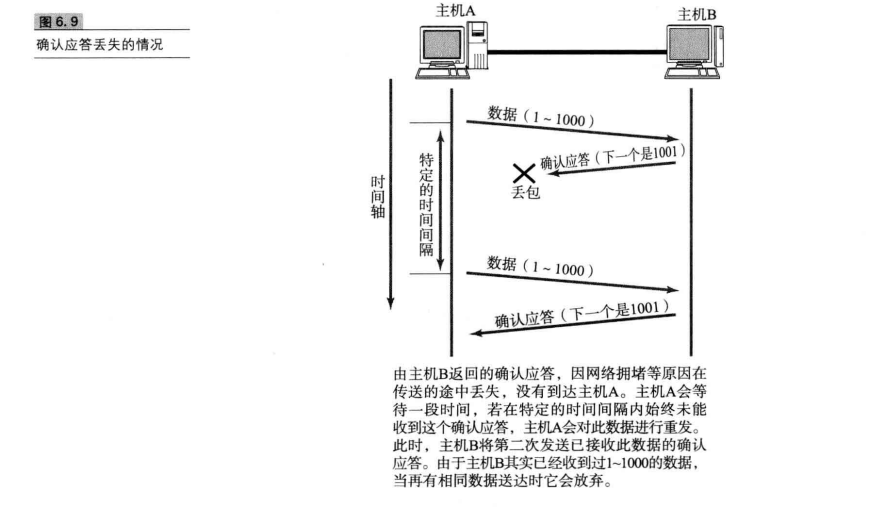 图6.9
确认应答丢失的情况
主机A
主机B
数据（1～1000）
确认应答（下一个是1001）
丢包
特定的时间间隔
时间轴
数据（1～1000）
确认应答（下一个是1001）
由主机B返回的确认应答，因网络拥堵等原因在
传送的途中丢失，没有到达主机A。主机A会等
待一段时间，若在特定的时间间隔内始终未能
收到这个确认应答，主机A会对此数据进行重发。
此时，主机B将第二次发送已接收此数据的确认
应答。由于主机B其实已经收到过1~1000的数据，
当再有相同数据送达时它会放弃。